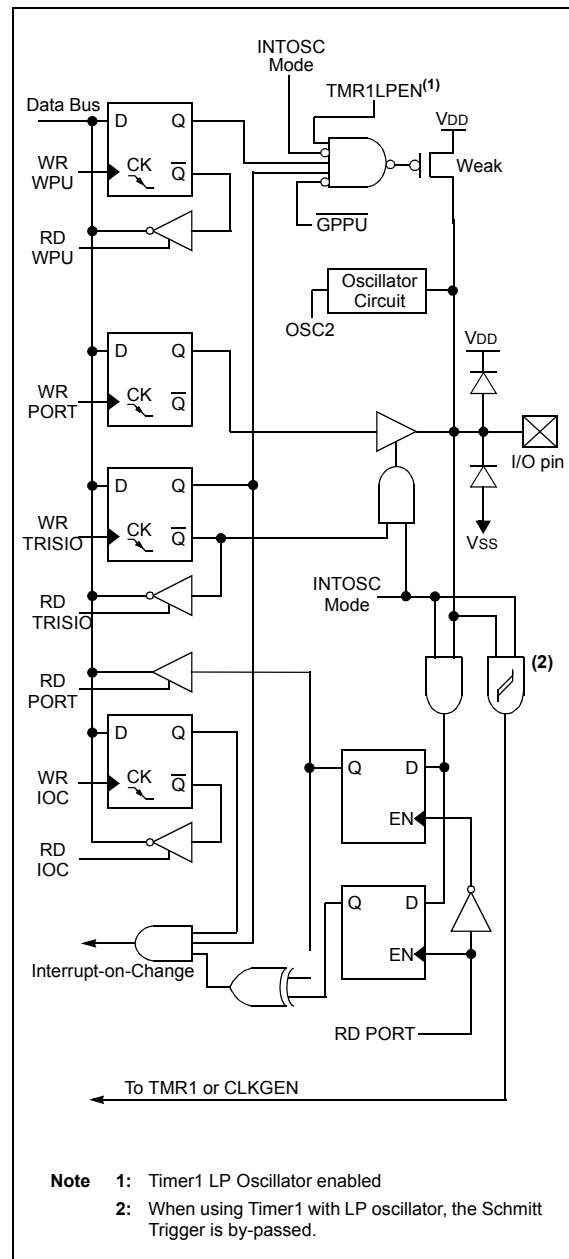 INTOSC
Mode
TMR1LPEN(1)
Data Bus
D Q
VDD
WR
WPU
CK
Q
Weak
RD
WPU
GPPU
Oscillator
Circuit
OSC2
D Q
VDD
WR
PORT
CK
Q
I/O pin
D Q
WR
TRISIO
CK
Q
VSS
INTOSC
Mode
RD
TRISIO
(2)
RD
PORT
D Q
Q D
WR
IOC
CK
Q
EN
RD
IOC
Q D
Interrupt-on-Change
EN
RD PORT
To TMR1 or CLKGEN
Note 1: Timer1 LP Oscillator enabled
2: When using Timer1 with LP oscillator, the Schmitt
Trigger is by-passed.